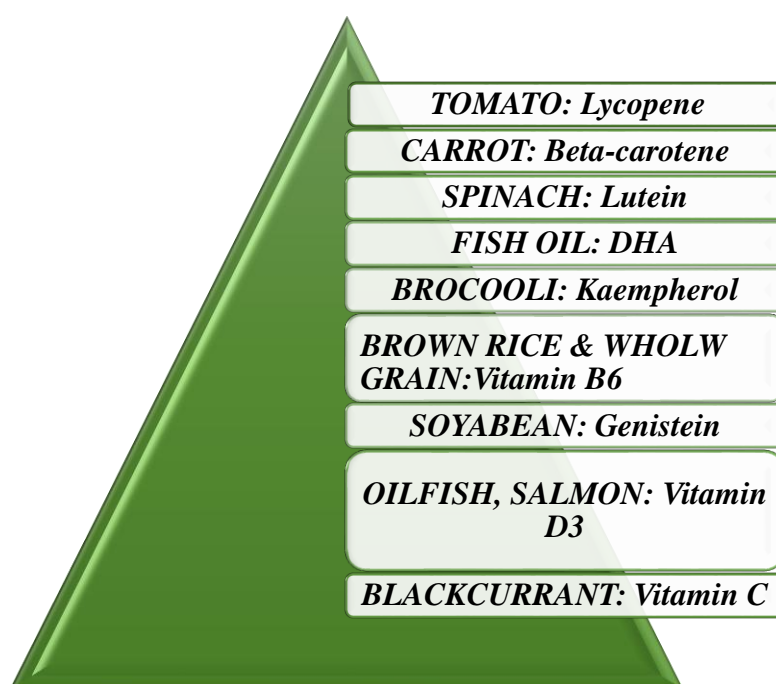 TOMATO: Lycopene
CARROT: Beta-carotene
SPINACH: Lutein
FISH OIL: DHA
BROCOOLI: Kaempherol
BROWN RICE & WHOLW
GRAIN:Vitamin B6
SOYABEAN: Genistein
OILFISH, SALMON: Vitamin
D3
BLACKCURRANT: Vitamin C